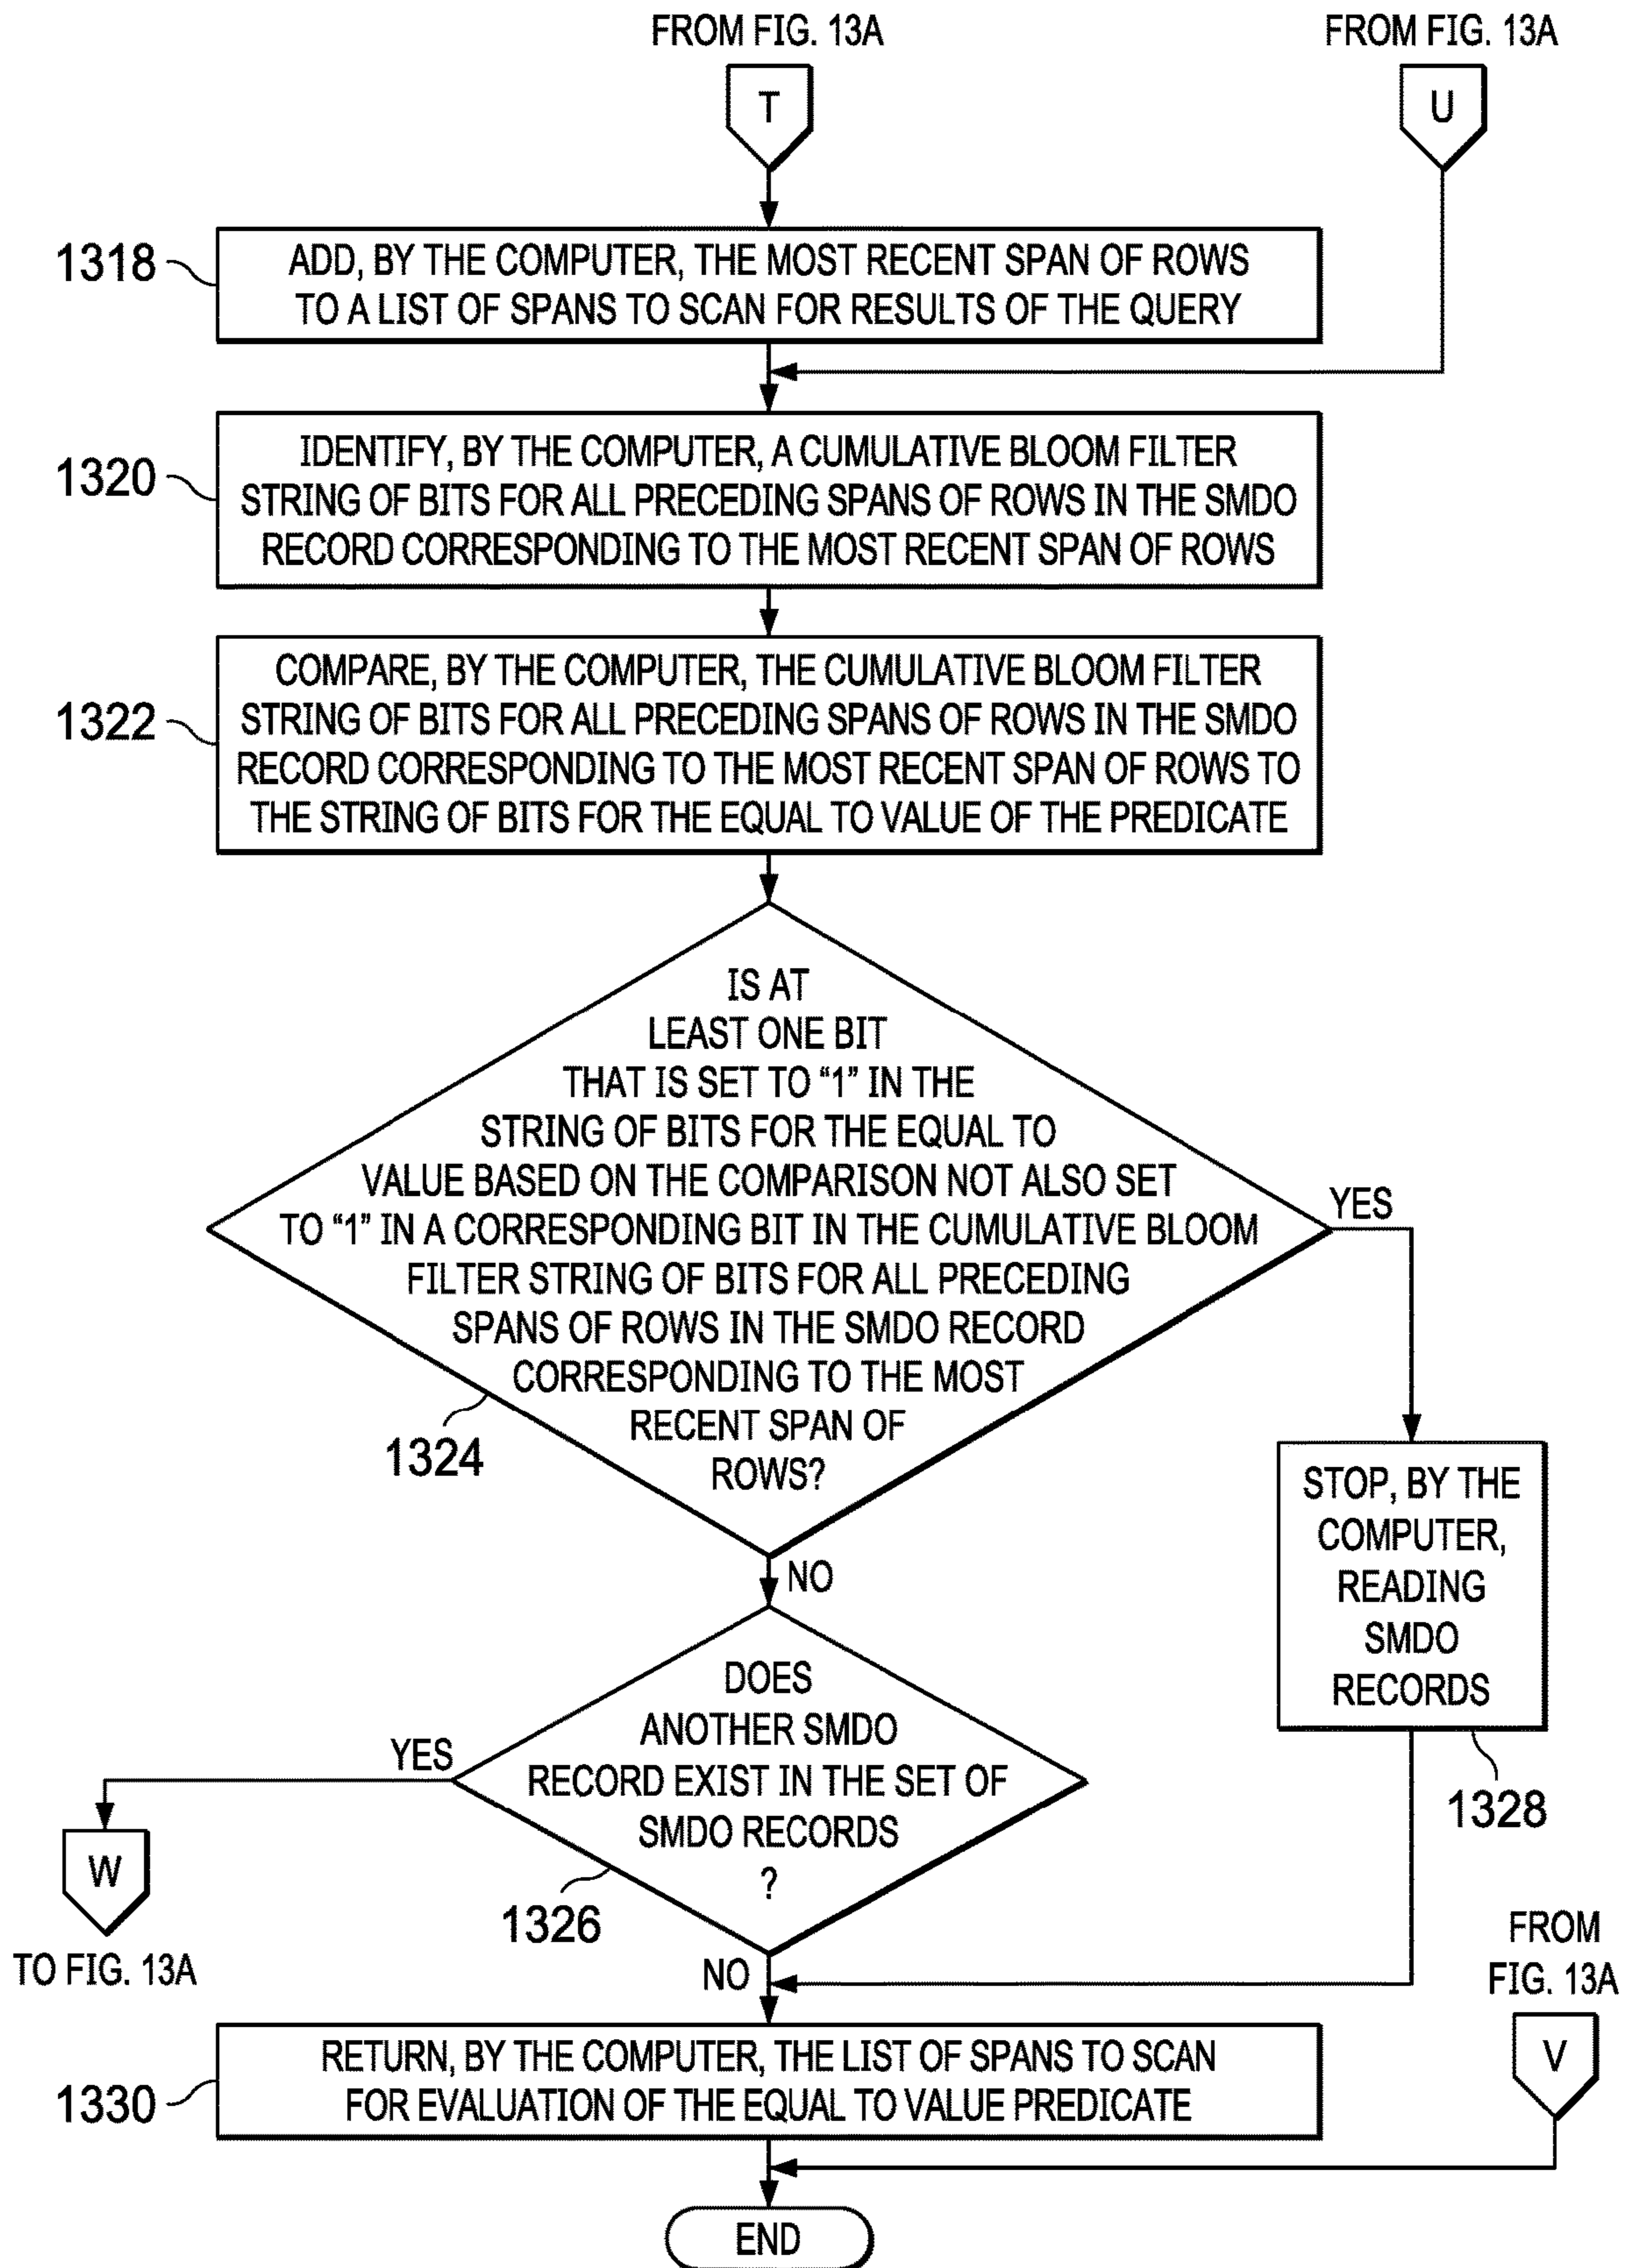 FROM FIG. 13A
FROM FIG. 13A
T
U
1318
ADD, BY THE COMPUTER, THE MOST RECENT SPAN OF ROWS
TO A LIST OF SPANS TO SCAN FOR RESULTS OF THE QUERY
1320
IDENTIFY, BY THE COMPUTER, A CUMULATIVE BLOOM FILTER
STRING OF BITS FOR ALL PRECEDING SPANS OF ROWS IN THE SMDO
RECORD CORRESPONDING TO THE MOST RECENT SPAN OF ROWS
1322
COMPARE, BY THE COMPUTER, THE CUMULATIVE BLOOM FILTER
STRING OF BITS FOR ALL PRECEDING SPANS OF ROWS IN THE SMDO
RECORD CORRESPONDING TO THE MOST RECENT SPAN OF ROWS TO
THE STRING OF BITS FOR THE EQUAL TO VALUE OF THE PREDICATE
IS AT
LEAST ONE BIT
THAT IS SET TO “1” IN THE
STRING OF BITS FOR THE EQUAL TO
VALUE BASED ON THE COMPARISON NOT ALSO SET
TO “1” IN A CORRESPONDING BIT IN THE CUMULATIVE BLOOM
FILTER STRING OF BITS FOR ALL PRECEDING
SPANS OF ROWS IN THE SMDO RECORD
CORRESPONDING TO THE MOST
RECENT SPAN OF
ROWS?
1324
YES
NO
STOP, BY THE
COMPUTER,
READING
SMDO
RECORDS
1328
DOES
ANOTHER SMDO
RECORD EXIST IN THE SET OF
SMDO RECORDS
?
1326
YES
W
TO FIG. 13A
NO
FROM
FIG. 13A
V
1330
RETURN, BY THE COMPUTER, THE LIST OF SPANS TO SCAN
FOR EVALUATION OF THE EQUAL TO VALUE PREDICATE
END